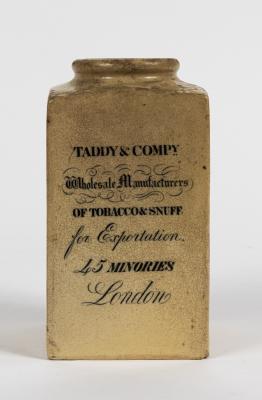 TADDY & COMPY
Wholesale Manufacturers
OF TOBACCO & SNUFF
for Exportation.
45 MINORIES
London